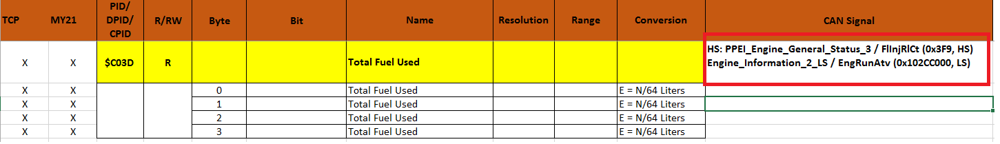 TCP MY21 PID/ DPID/ CPID R/RW Byte Bit Name Resolution Range Conversion CAN Signal
X X $C03D R Total Fuel Used HS: PPEI_Engine_General_Status_3 / FlInjRlCt (0x3F9, HS)
Engine_Information_2_LS / EngRunAtv (0x102CC000, LS)
X X 0 Total Fuel Used E = N/64 Liters
X X 1 Total Fuel Used E = N/64 Liters
X X 2 Total Fuel Used E = N/64 Liters
X X 3 Total Fuel Used E = N/64 Liters